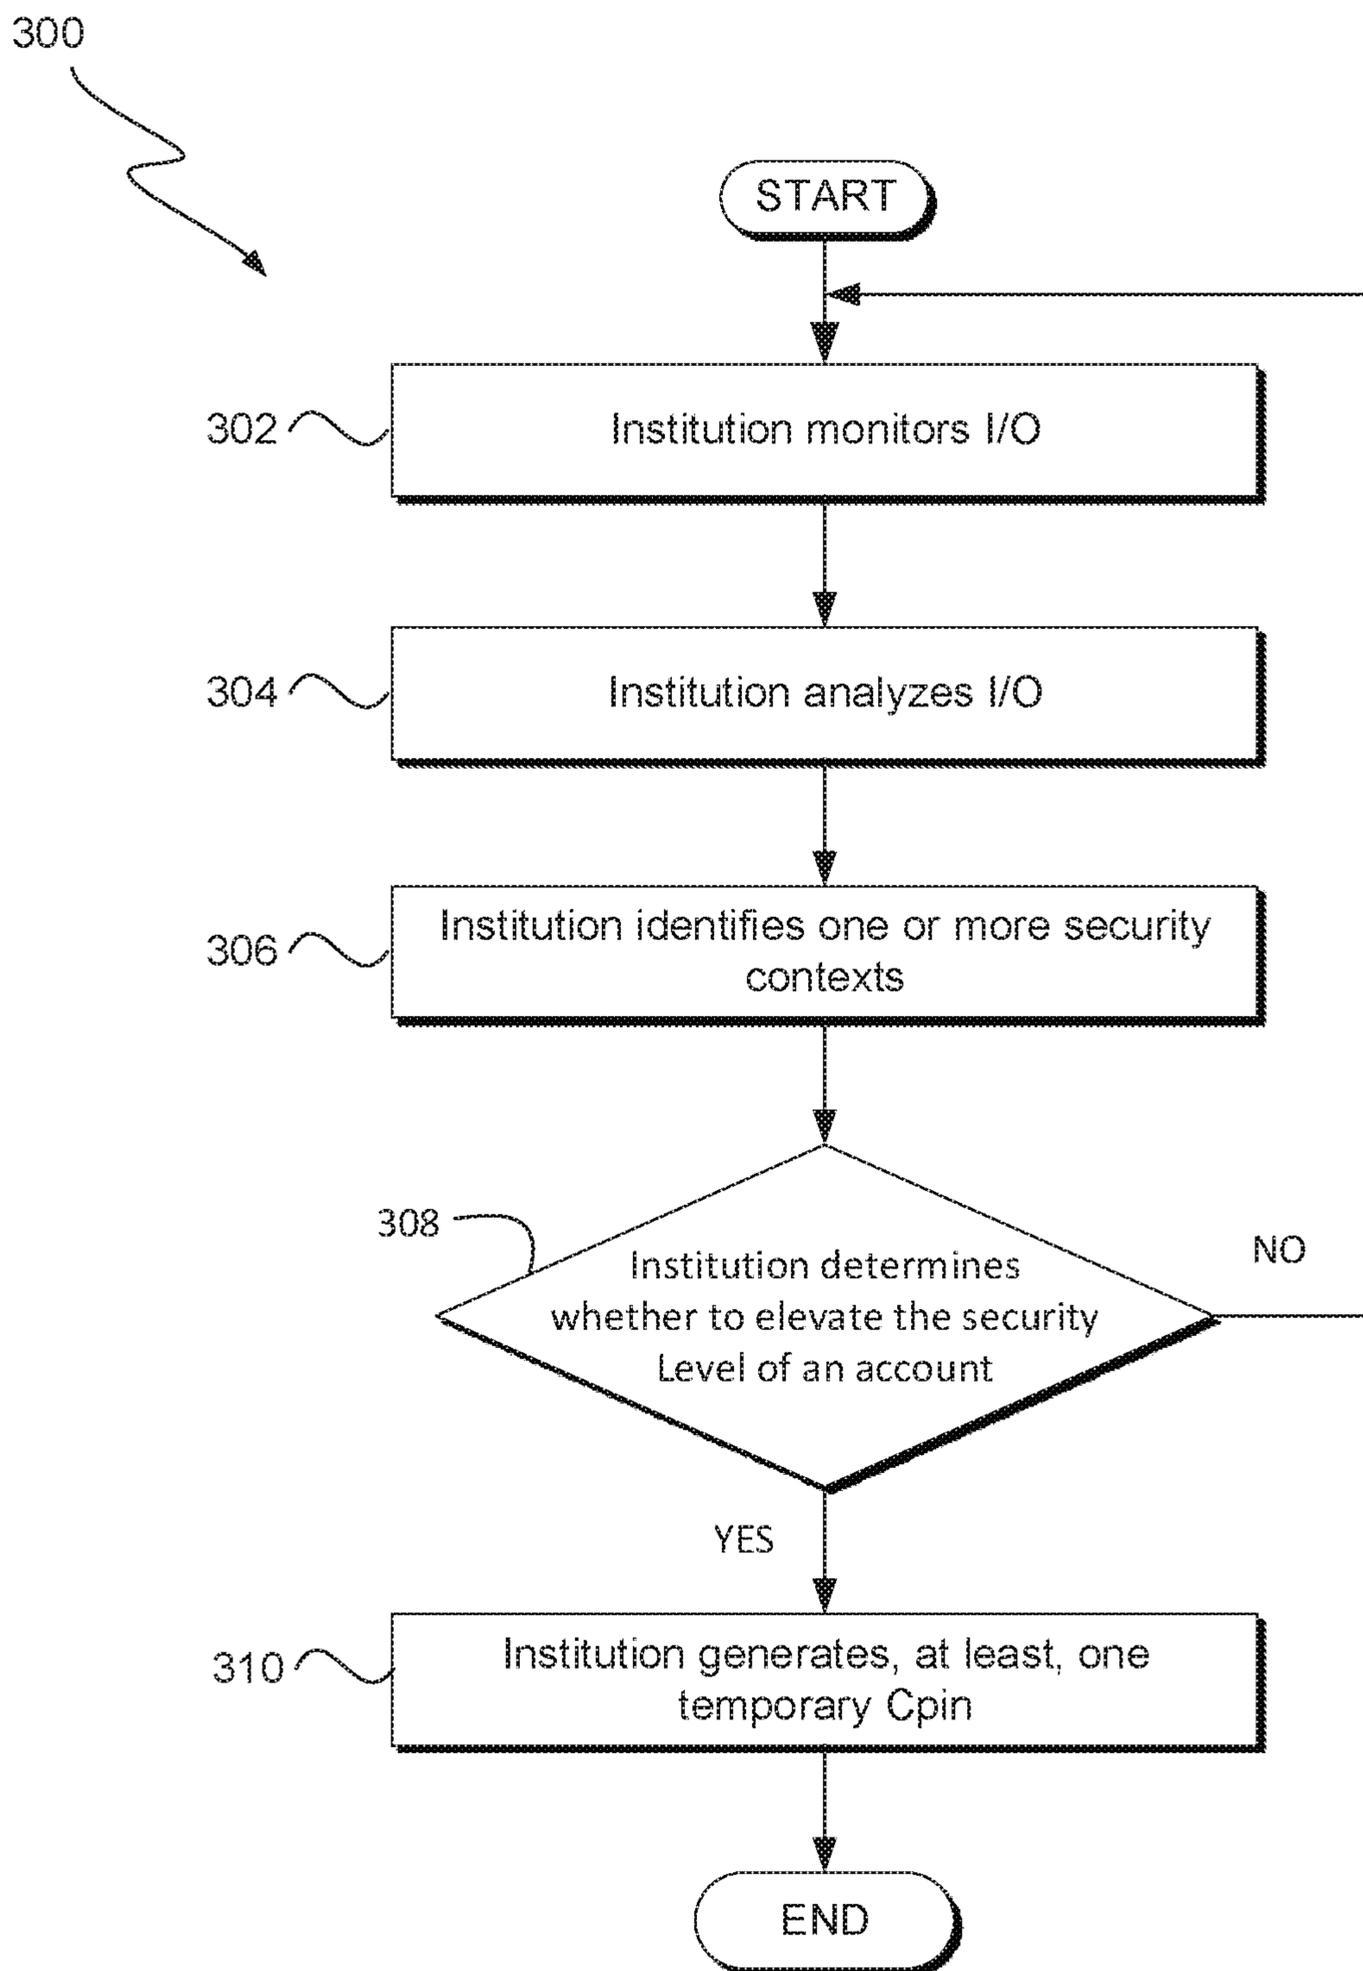 300
START
302
Institution monitors I/O
304
Institution analyzes I/O
306
Institution identifies one or more security
contexts
308
Institution determines
whether to elevate the security
Level of an account
NO
YES
310
Institution generates, at least, one
temporary Cpin
END